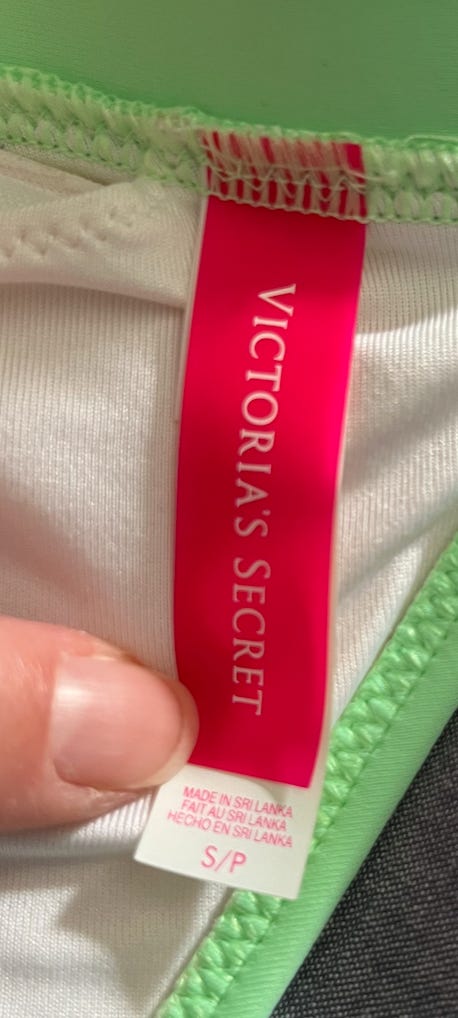 VICTORIA'S SECRET
MADE IN SRI LANKA
FAIT AU SRI LANKA
HECHO EN SRI LANKA
S/P